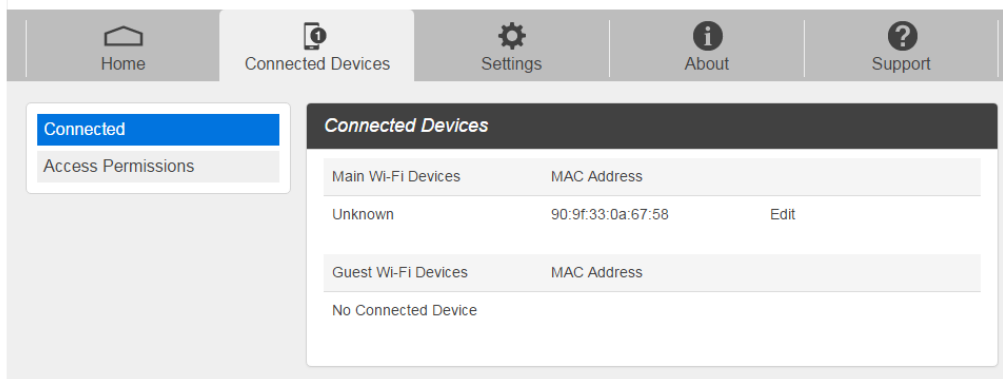 1
Home
Connected Devices
Settings
About
Support
Connected
Access Permissions
Connected Devices
Main Wi-Fi Devices MAC Address
Unknown 90:9f:33:0a:67:58 Edit
Guest Wi-Fi Devices MAC Address
No Connected Device